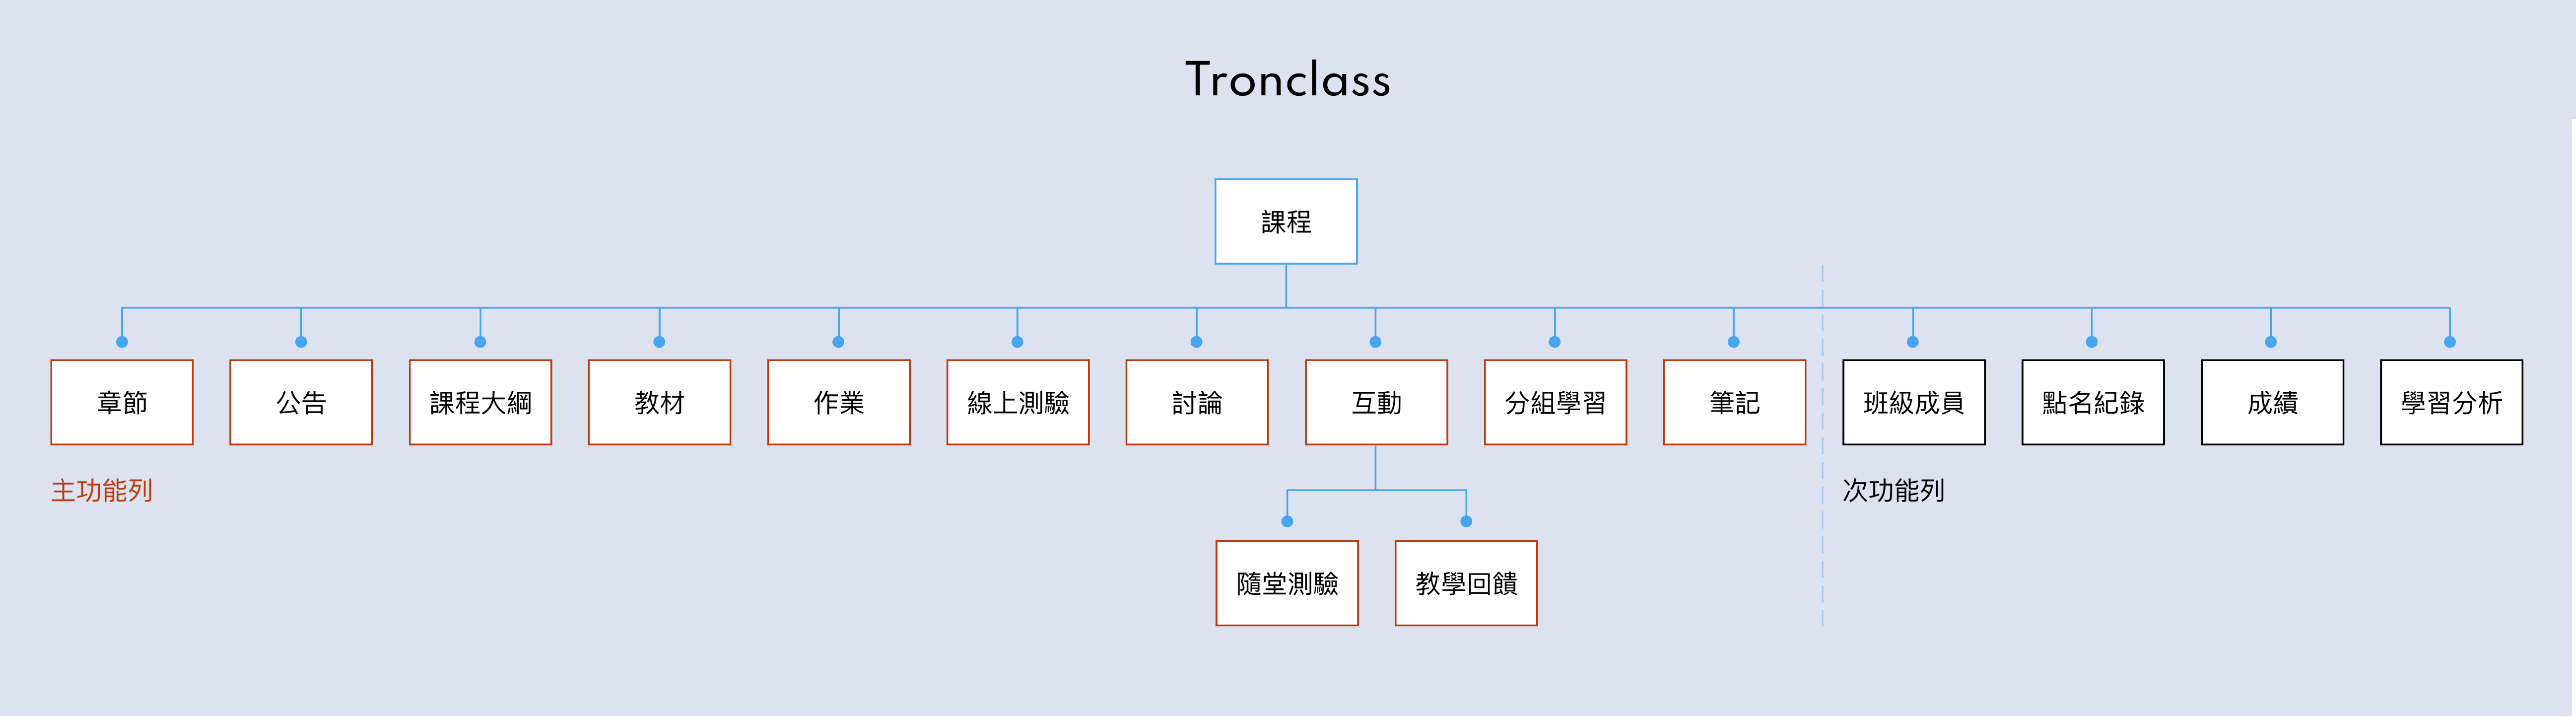 Tronclass
課程
章節
公告
課程大綱
教材
作業
線上測驗
討論
互動
分組學習
筆記
班級成員
點名紀錄
成績
學習分析
主功能列
次功能列
隨堂測驗
教學回饋